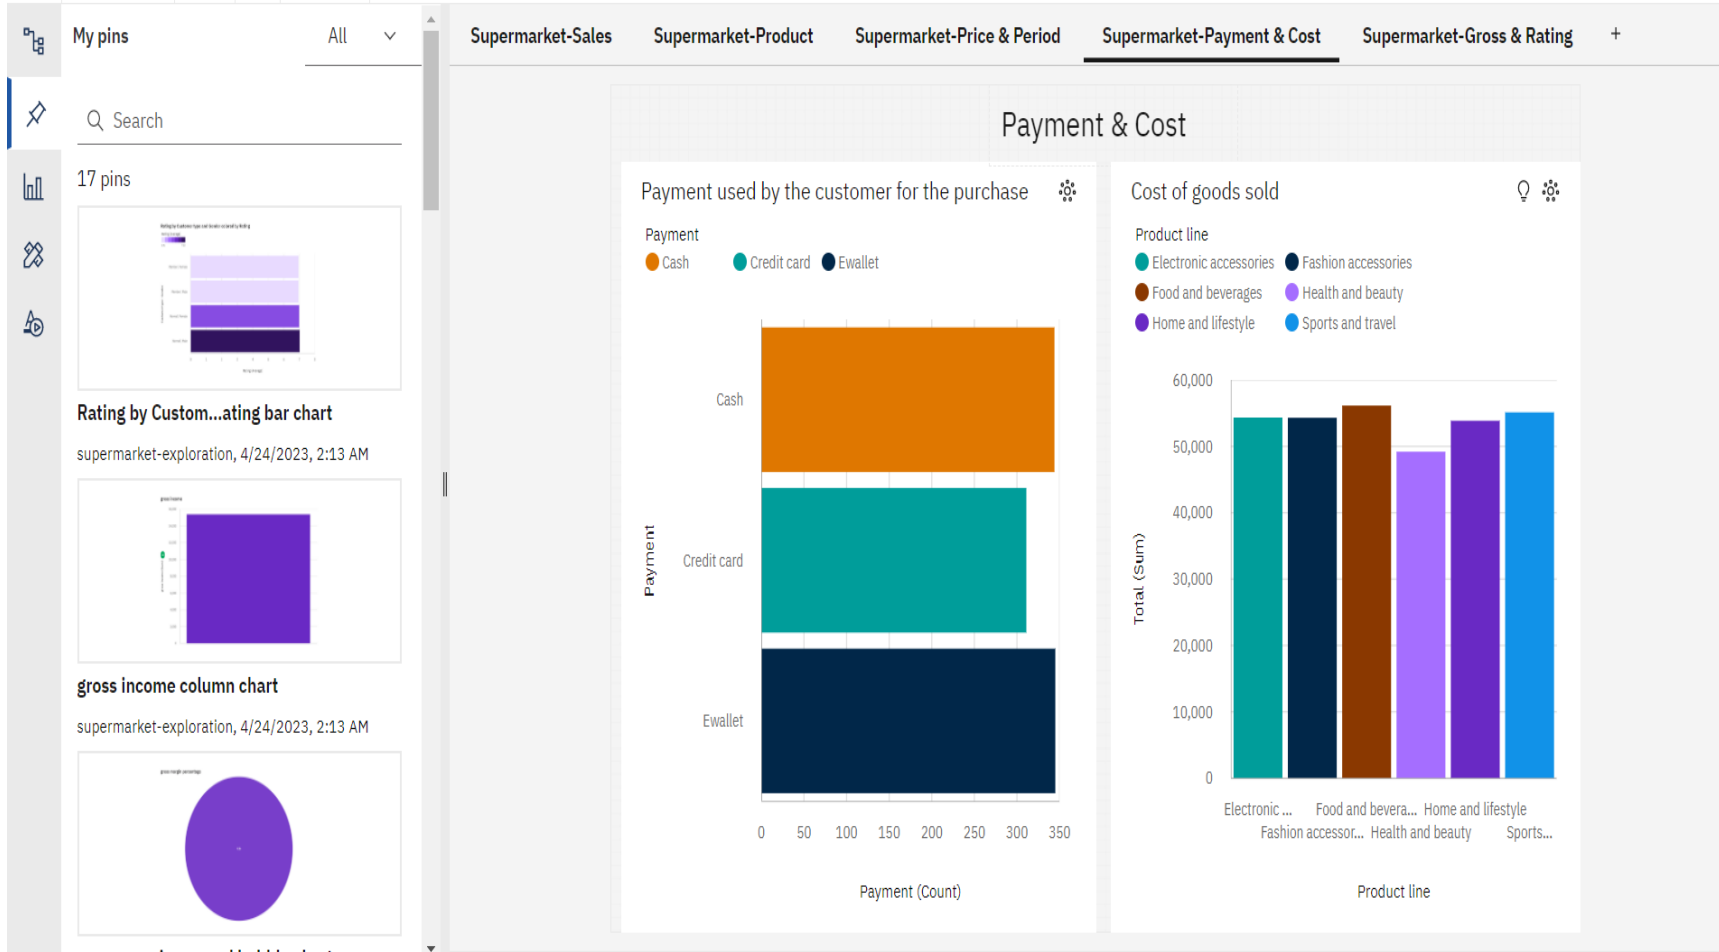 My pins
All
Search
17 pins
Rating by Custom...ating bar chart
supermarket-exploration, 4/24/2023, 2:13 AM
gross income
gross income column chart
supermarket-exploration, 4/24/2023, 2:13 AM
gross margin percentage
Supermarket-Sales
Supermarket-Product
Supermarket-Price & Period
Supermarket-Payment & Cost
Supermarket-Gross & Rating
+
Payment & Cost
Payment used by the customer for the purchase
Payment
Cash
Credit card
Ewallet
Payment
Cash
Credit card
Ewallet
0 50 100 150 200 250 300 350
Payment (Count)
Cost of goods sold
Product line
Electronic accessories
Fashion accessories
Food and beverages
Health and beauty
Home and lifestyle
Sports and travel
Total (Sum)
60,000
50,000
40,000
30,000
20,000
10,000
0
Electronic ... Food and bevera... Home and lifestyle
Fashion accessor... Health and beauty Sports...
Product line